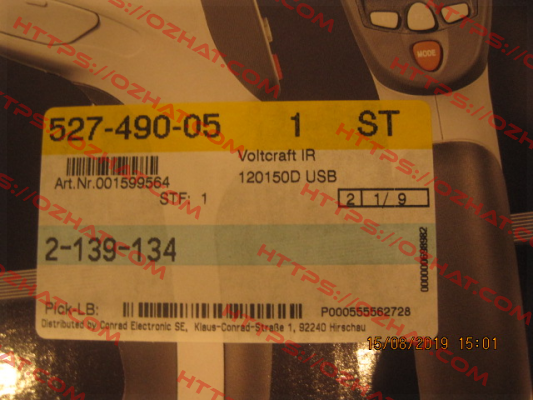 MODE
527-490-05 1 ST
Voltcraft IR
Art.Nr.001599564 120150D USB
STF: 1 2 1/ 9
2-139-134
000000698982
Pick-LB: P000555562728
Distributed by Conrad Electronic SE, Klaus-Conrad-Straße 1, 92240 Hirschau
15/08/2019 15:01
HTTPS://OZHAT.COM